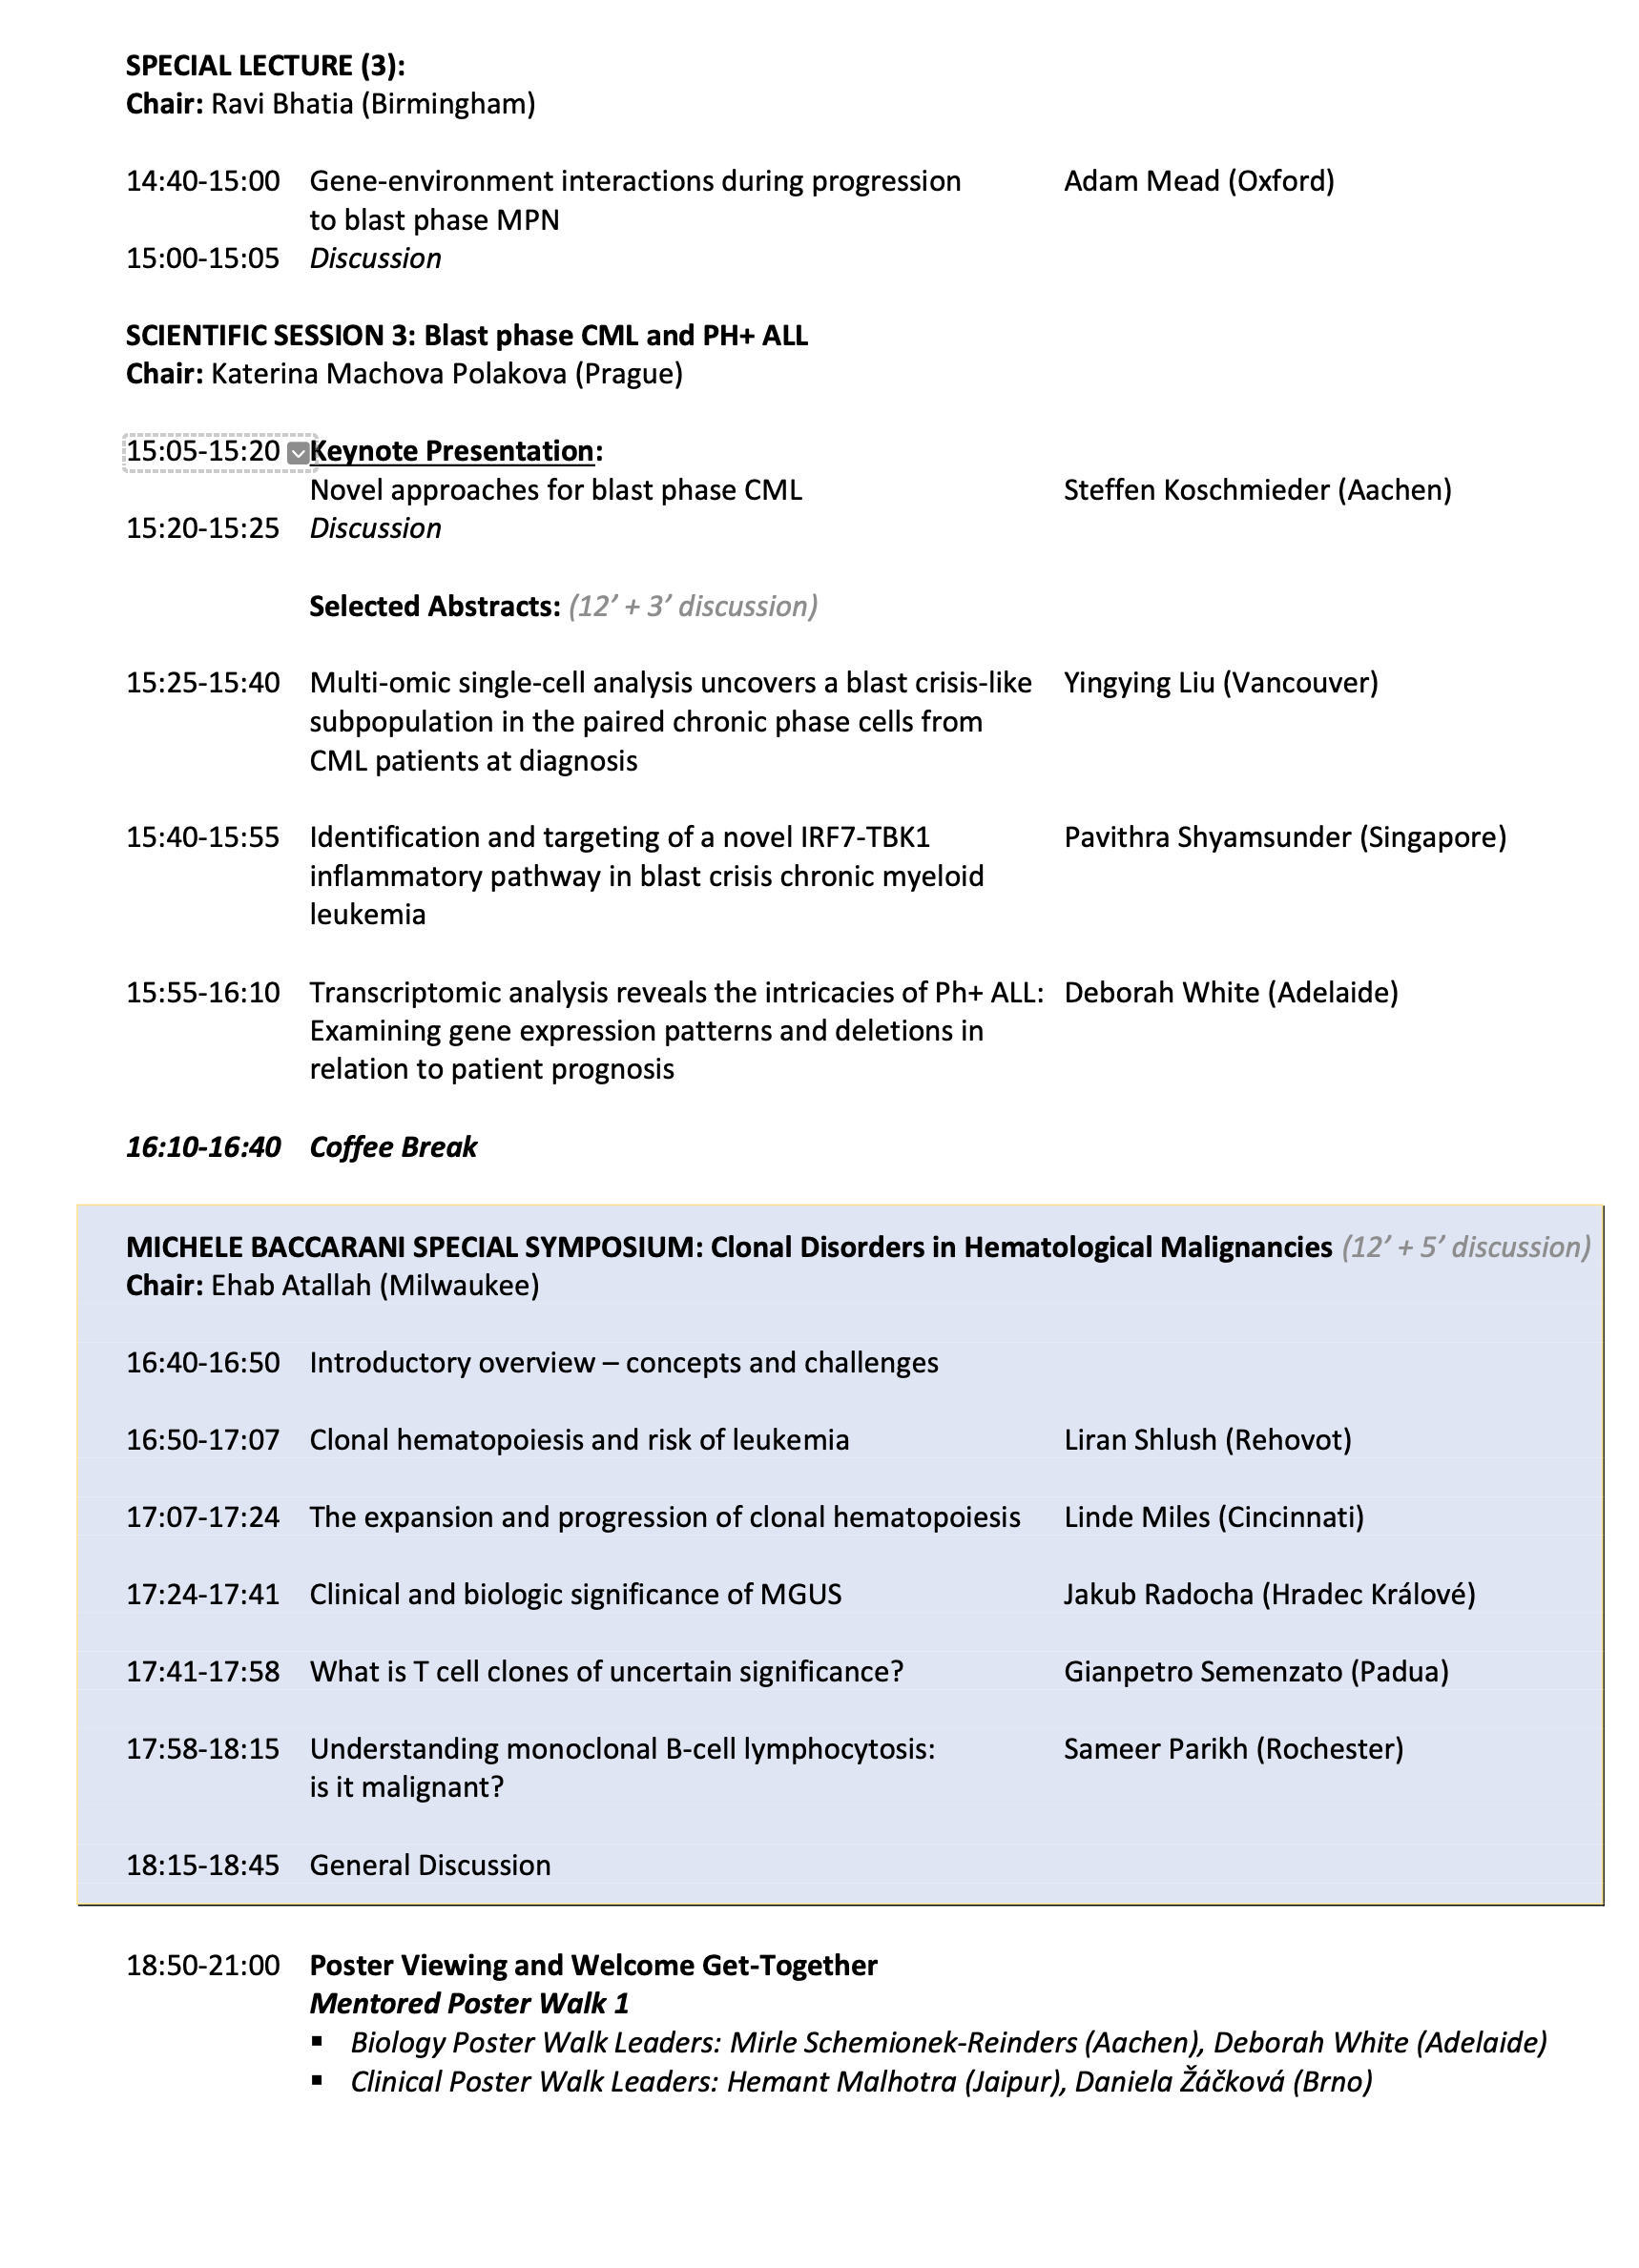 SPECIAL LECTURE (3):
Chair: Ravi Bhatia (Birmingham)
14:40-15:00 Gene-environment interactions during progression Adam Mead (Oxford)
to blast phase MPN
15:00-15:05 Discussion
SCIENTIFIC SESSION 3: Blast phase CML and PH+ ALL
Chair: Katerina Machova Polakova (Prague)
15:05-15:20 Keynote Presentation:
Novel approaches for blast phase CML Steffen Koschmieder (Aachen)
15:20-15:25 Discussion
Selected Abstracts: (12’ + 3’ discussion)
15:25-15:40 Multi-omic single-cell analysis uncovers a blast crisis-like Yingying Liu (Vancouver)
subpopulation in the paired chronic phase cells from
CML patients at diagnosis
15:40-15:55 Identification and targeting of a novel IRF7-TBK1 Pavithra Shyamsunder (Singapore)
inflammatory pathway in blast crisis chronic myeloid
leukemia
15:55-16:10 Transcriptomic analysis reveals the intricacies of Ph+ ALL: Deborah White (Adelaide)
Examining gene expression patterns and deletions in
relation to patient prognosis
16:10-16:40 Coffee Break
MICHELE BACCARANI SPECIAL SYMPOSIUM: Clonal Disorders in Hematological Malignancies (12’ + 5’ discussion)
Chair: Ehab Atallah (Milwaukee)
16:40-16:50 Introductory overview – concepts and challenges
16:50-17:07 Clonal hematopoiesis and risk of leukemia Liran Shlush (Rehovot)
17:07-17:24 The expansion and progression of clonal hematopoiesis Linde Miles (Cincinnati)
17:24-17:41 Clinical and biologic significance of MGUS Jakub Radocha (Hradec Králové)
17:41-17:58 What is T cell clones of uncertain significance? Gianpetro Semenzato (Padua)
17:58-18:15 Understanding monoclonal B-cell lymphocytosis: Sameer Parikh (Rochester)
is it malignant?
18:15-18:45 General Discussion
18:50-21:00 Poster Viewing and Welcome Get-Together
Mentored Poster Walk 1
▪ Biology Poster Walk Leaders: Mirle Schemionek-Reinders (Aachen), Deborah White (Adelaide)
▪ Clinical Poster Walk Leaders: Hemant Malhotra (Jaipur), Daniela Žáčková (Brno)